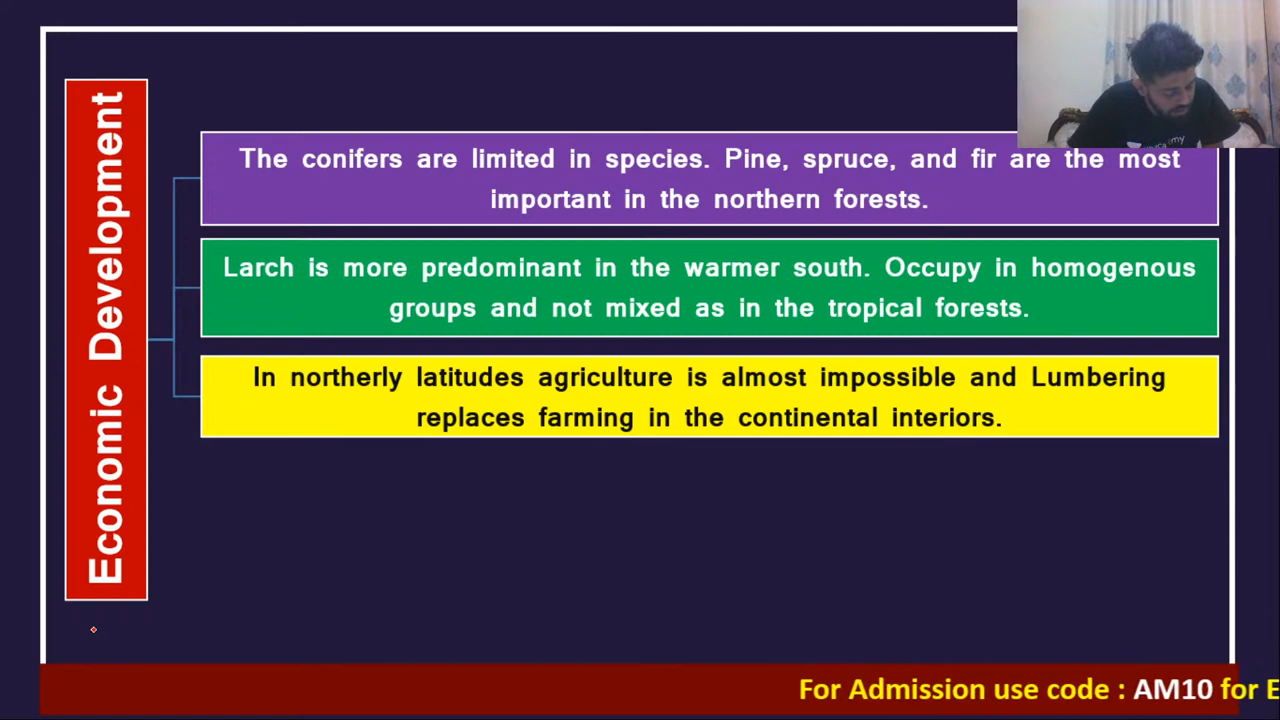 Economic Development
The conifers are limited in species. Pine, spruce, and fir are the most
important in the northern forests.
Larch is more predominant in the warmer south. Occupy in homogenous
groups and not mixed as in the tropical forests.
In northerly latitudes agriculture is almost impossible and Lumbering
replaces farming in the continental interiors.
For Admission use code : AM10 for E